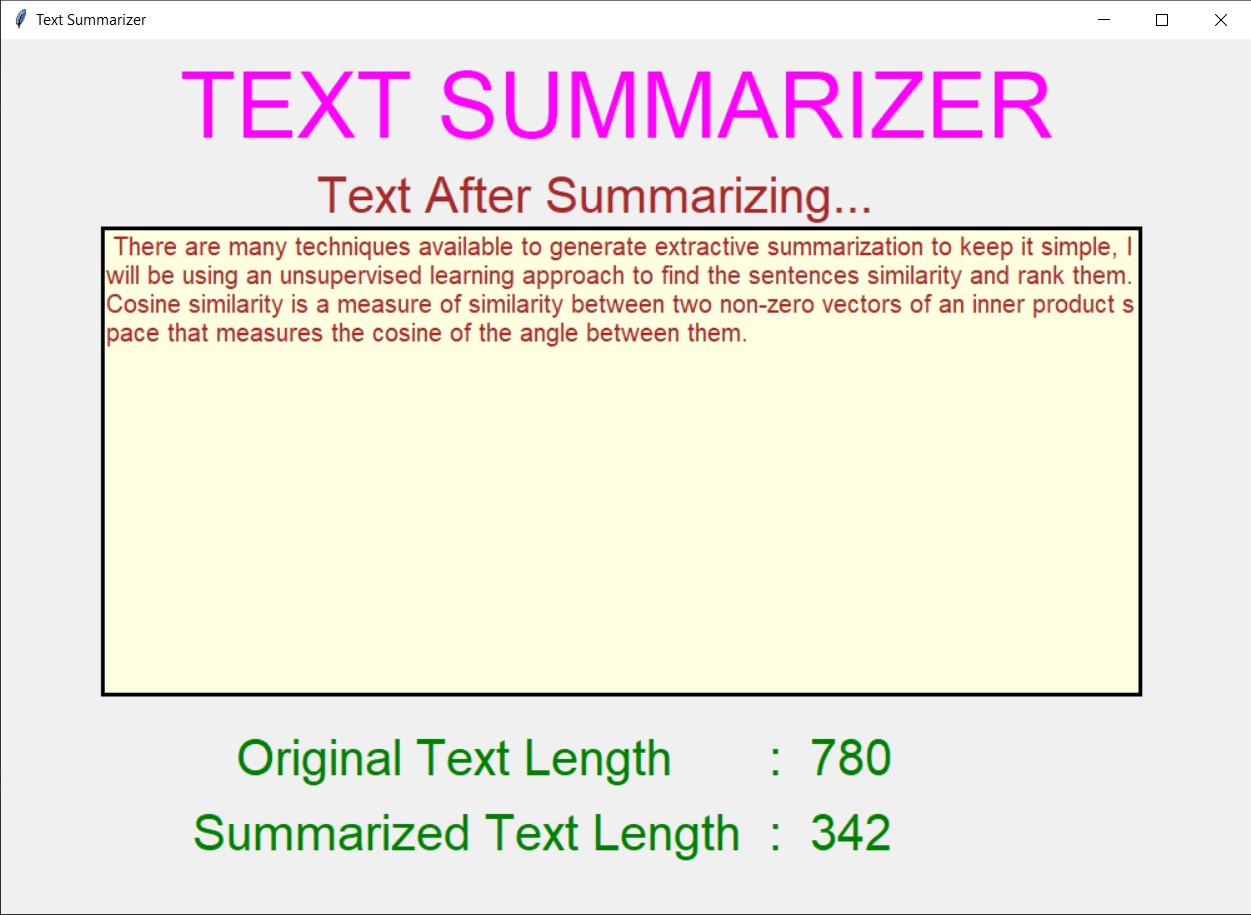 Text Summarizer
TEXT SUMMARIZER
Text After Summarizing...
There are many techniques available to generate extractive summarization to keep it simple, I
will be using an unsupervised learning approach to find the sentences similarity and rank them.
Cosine similarity is a measure of similarity between two non-zero vectors of an inner product s
pace that measures the cosine of the angle between them.
Original Text Length : 780
Summarized Text Length : 342